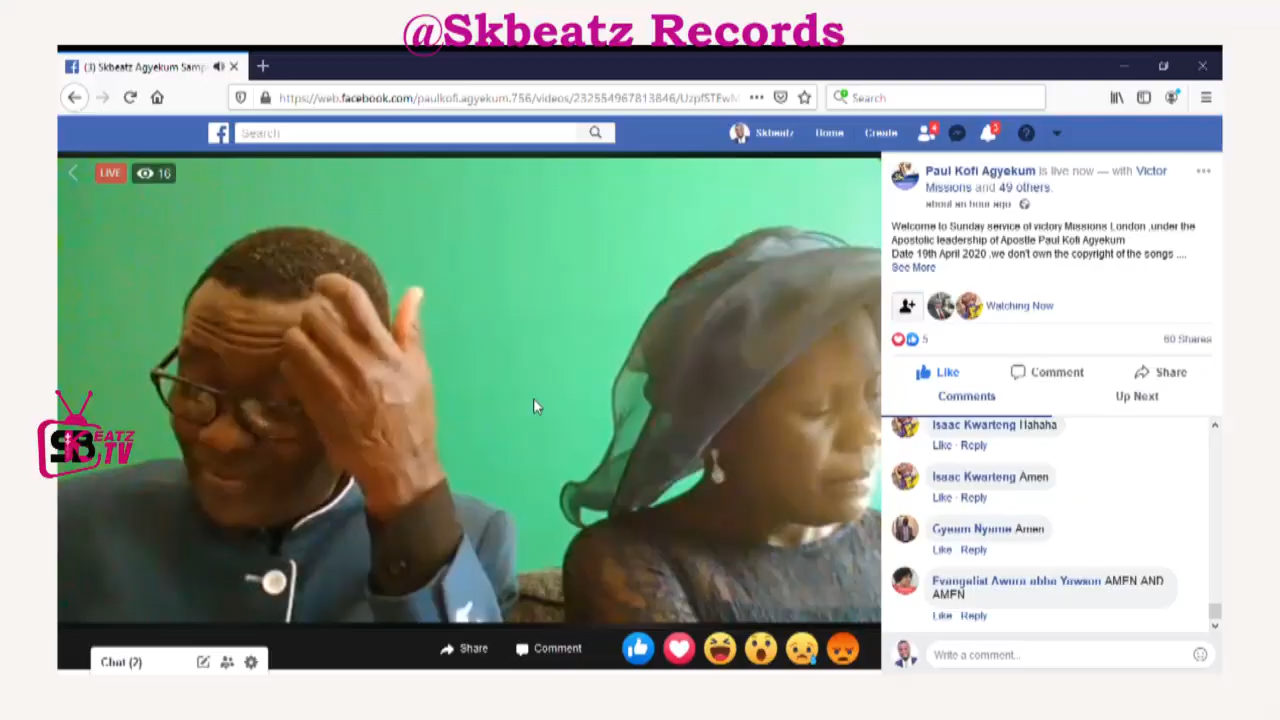 @Skbeatz Records
(3) Skbeatz Agyekum Samp
https://web.facebook.com/paulkofi.agyekum.756/videos/232554967813846/UzpfSTEwM
Search
Search
Skbeatz
Home
Create
4
LIVE
16
Paul Kofi Agyekum is live now — with Victor
Missions and 49 others.
about an hour ago
Welcome to Sunday service of victory Missions London ,under the
Apostolic leadership of Apostle Paul Kofi Agyekum
Date 19th April 2020 ,we don't own the copyright of the songs ....
See More
Watching Now
5
60 Shares
Like
Comment
Share
Comments
Up Next
Isaac Kwarteng Hahaha
Like · Reply
Isaac Kwarteng Amen
Like · Reply
Gyeum Nyame Amen
Like Reply
Evangelist Awura abba Yawson AMEN AND
AMEN
Like Reply
Write a comment...
SKBEATZ
TV
Share
Comment
Chat (2)